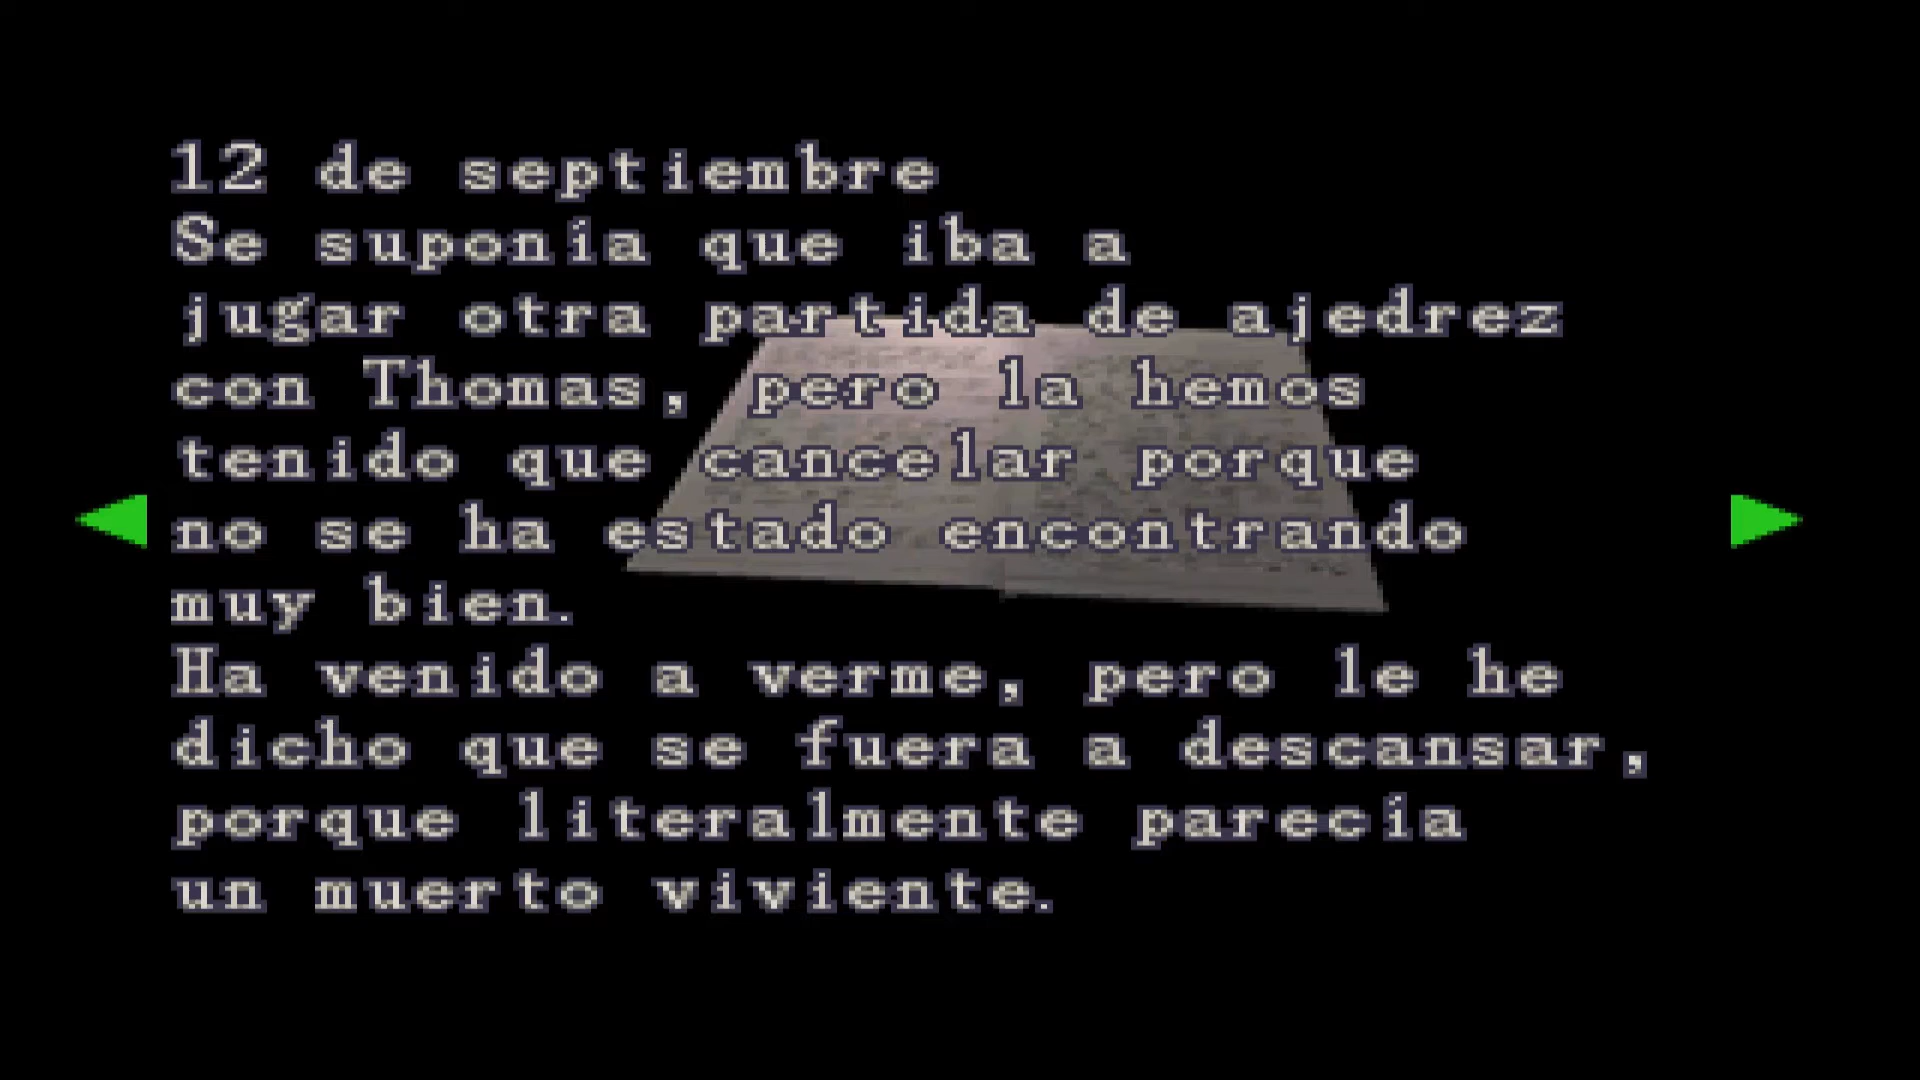 12 de septiembre
Se suponia que iba a
jugar otra partida de ajedrez
con Thomas, pero la hemos
tenido que cancelar porque
no se ha estado encontrando
muy bien.
Ha venido a verme, pero le he
dicho que se fuera a descansar,
porque literalmente parecia
un muerto viviente.